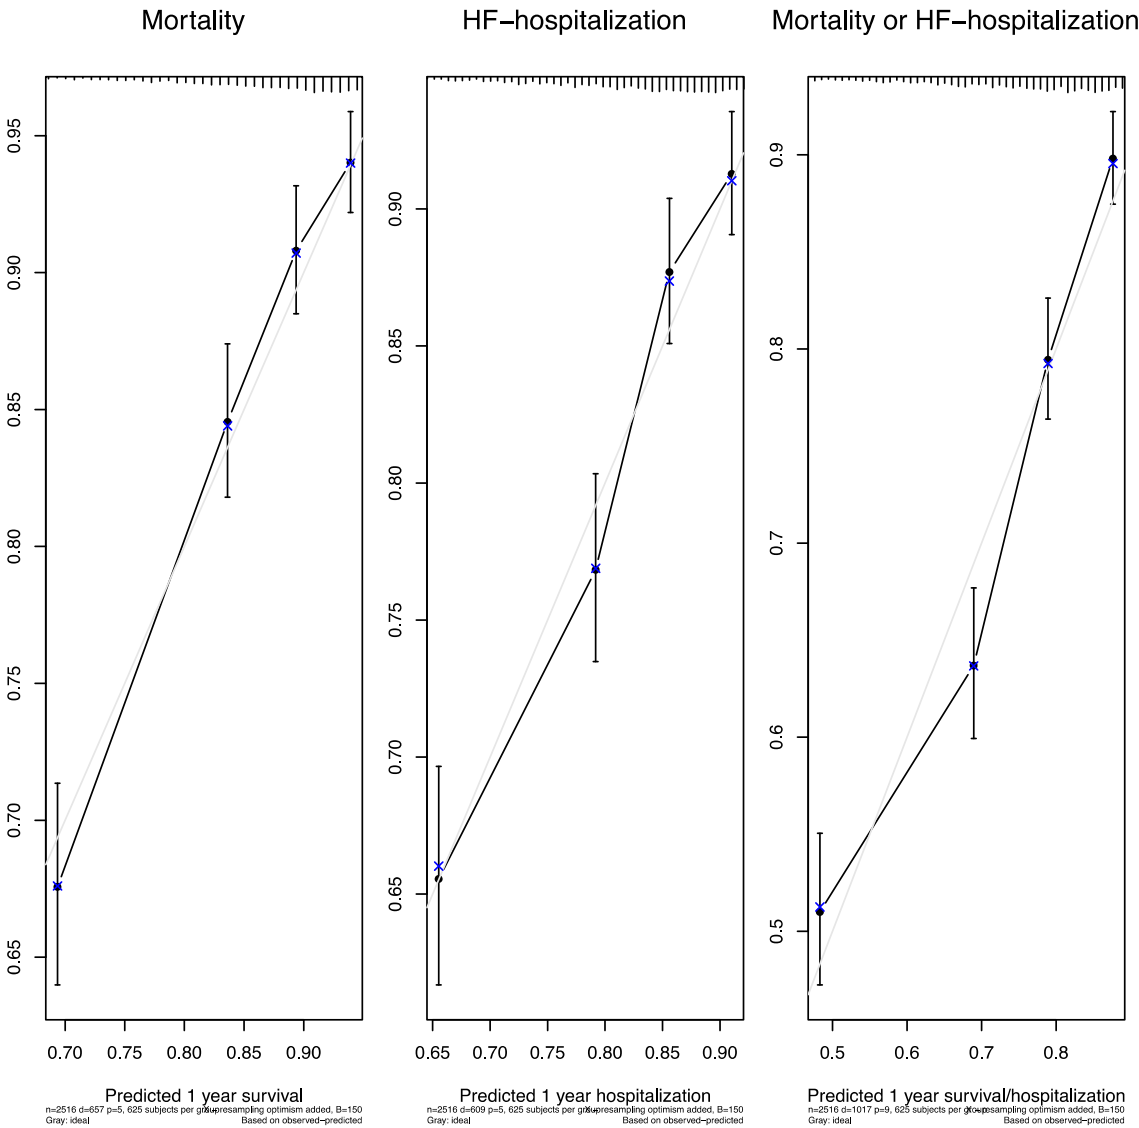 Mortality
HF−hospitalization
Mortality or HF−hospitalization
0.95
0.90
0.85
0.80
0.75
0.70
0.65
0.70 0.75 0.80 0.85 0.90
Predicted 1 year survival
n=2516 d=657 p=5, 625 subjects per group
X−resampling optimism added, B=150
Gray: ideal
Based on observed−predicted
0.90
0.85
0.80
0.75
0.70
0.65
0.65 0.70 0.75 0.80 0.85 0.90
Predicted 1 year hospitalization
n=2516 d=609 p=5, 625 subjects per group
X−resampling optimism added, B=150
Gray: ideal
Based on observed−predicted
0.9
0.8
0.7
0.6
0.5
0.5 0.6 0.7 0.8
Predicted 1 year survival/hospitalization
n=2516 d=1017 p=9, 625 subjects per group
X−resampling optimism added, B=150
Gray: ideal
Based on observed−predicted